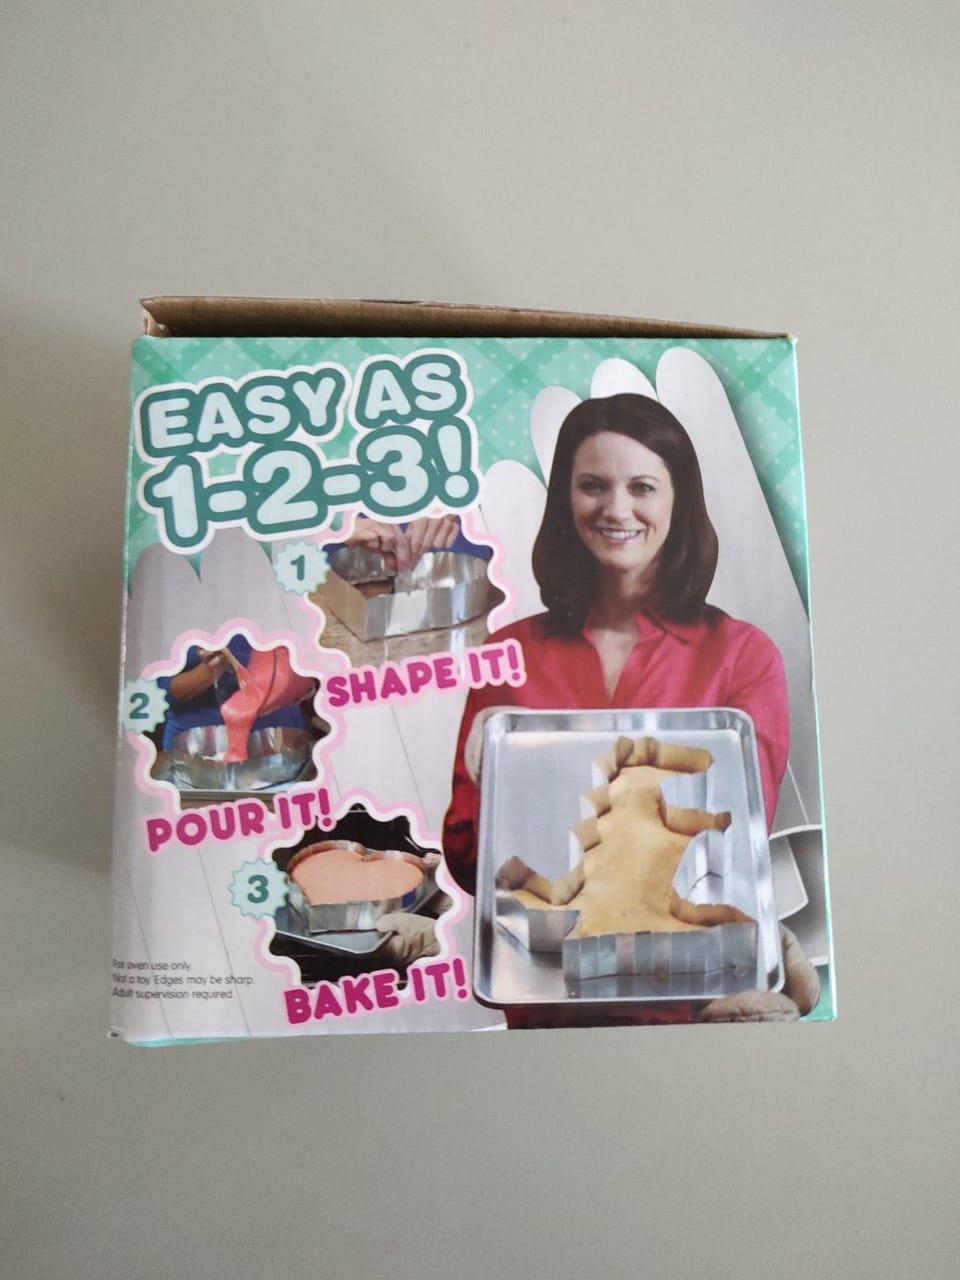 EASY AS
1-2-3!
1
SHAPE IT!
2
POUR IT!
3
BAKE IT!
For oven use only.
Not a toy. Edges may be sharp.
Adult supervision required.